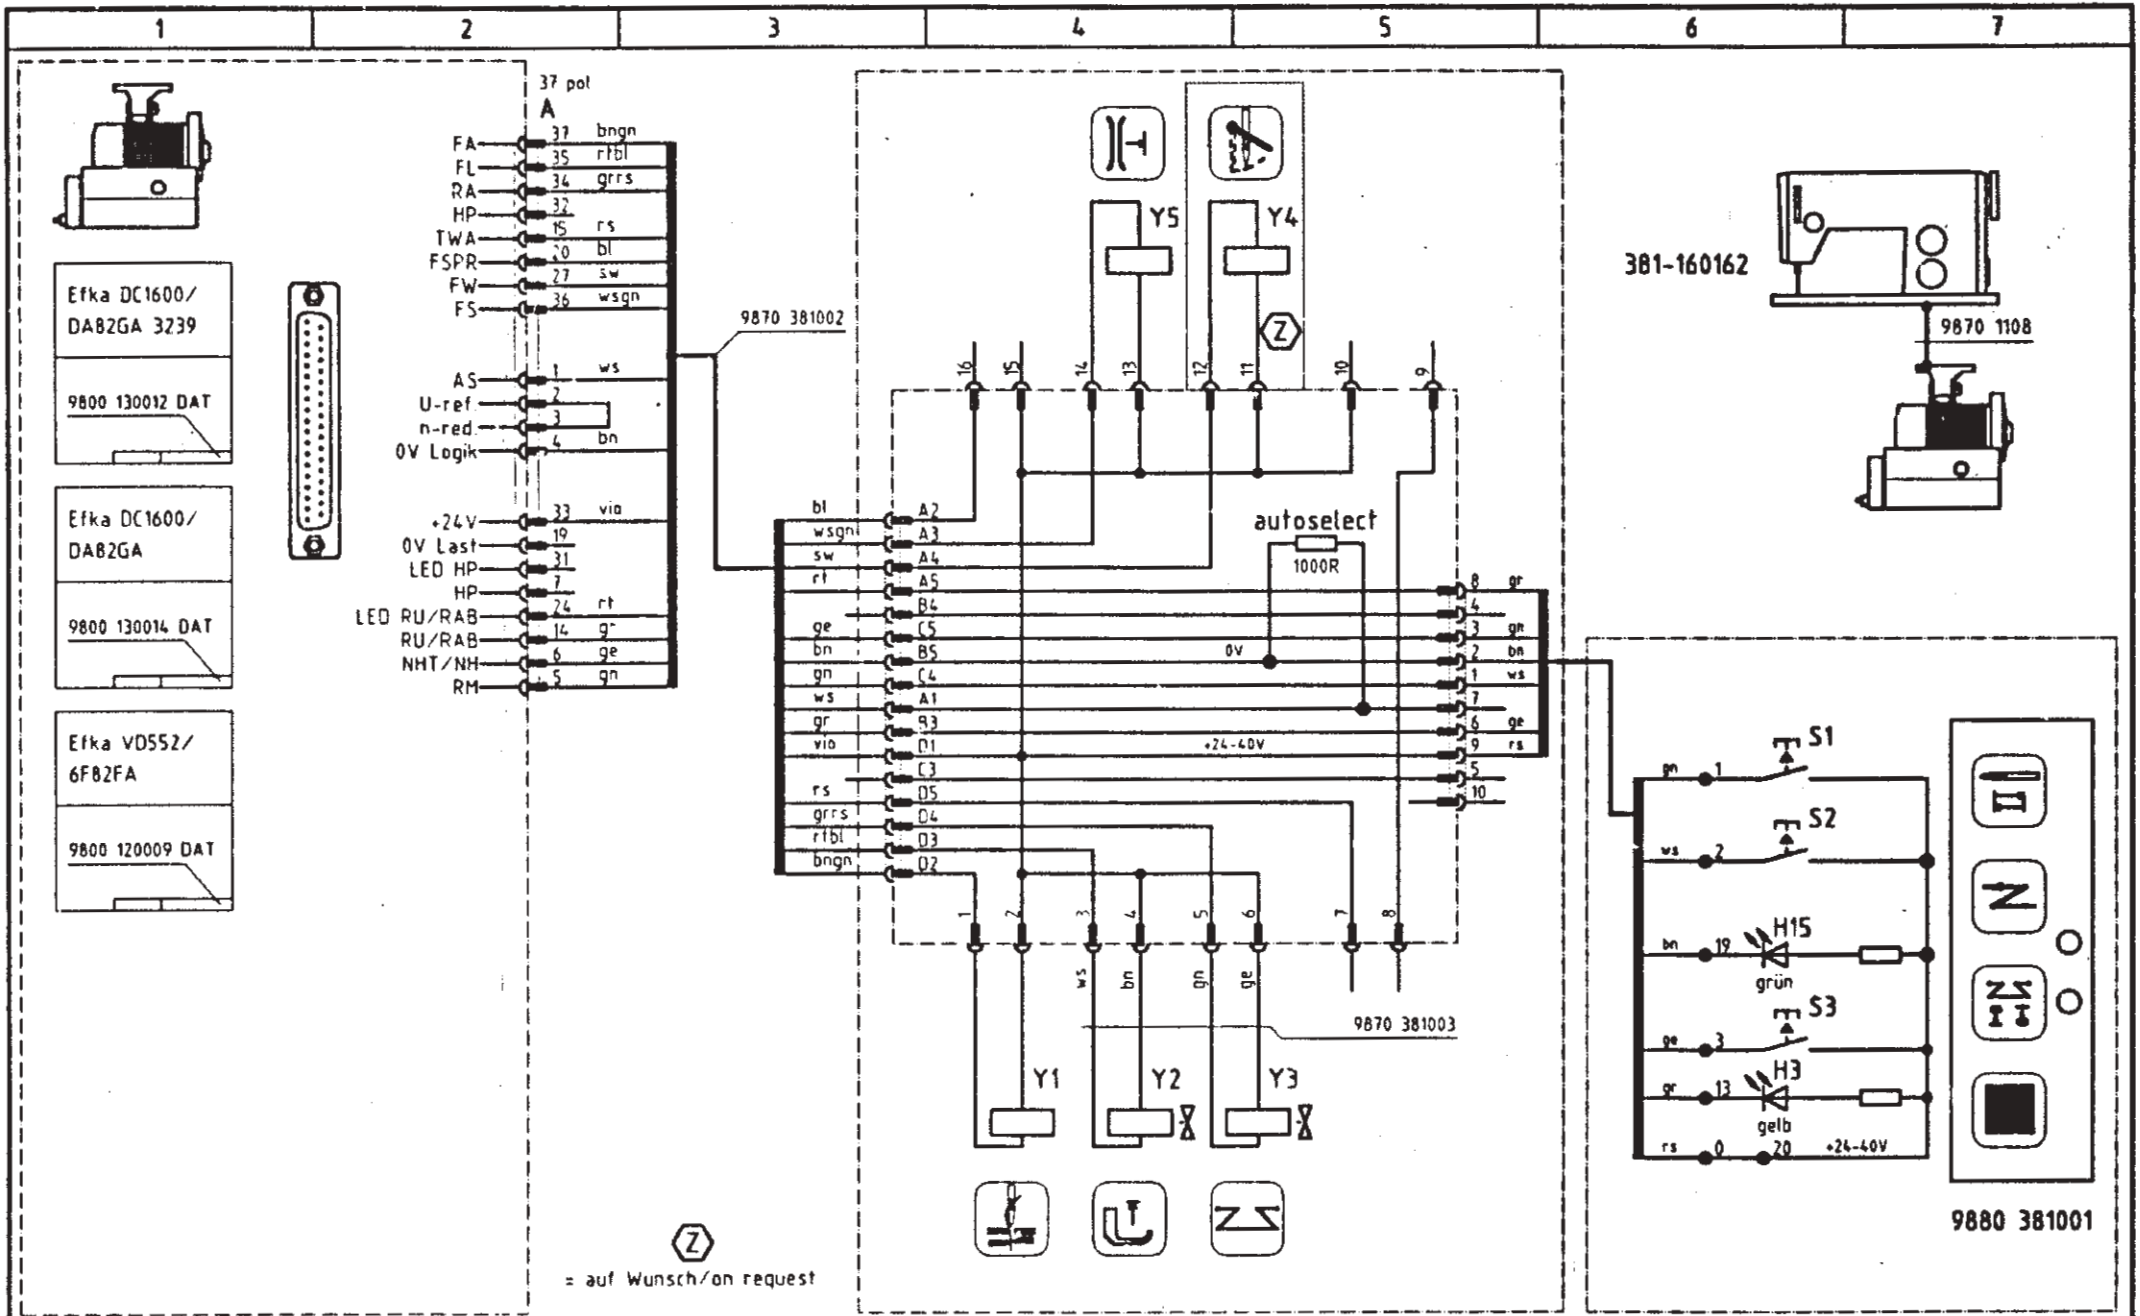 1 2 3 4 5 6 7
37 pol
A
FA 37 bngn
FL 35 rtbl
RA 34 grrs
HP 32
TWA 15 rs
FSPR 20 bl
FW 27 sw
FS 36 wsgn
AS 1 ws
U-ref. 2
n-red. 3
0V Logik 4 bn
+24V 33 vio
0V Last 19
LED HP 31
HP 7
LED RU/RAB 24 rt
RU/RAB 14 gr
NHT/NH 6 ge
RM 5 gn
Efka DC1600/
DA82GA 3239
9800 130012 DAT
Efka DC1600/
DA82GA
9800 130014 DAT
Efka VD552/
6F82FA
9800 120009 DAT
9870 381002
Y5 Y4
Z
16 15 14 13 12 11 10 9
autoselect
1000R
bl A2
wsgn A3
sw A4
rt A5 8 gr
B4 4
ge C5 3 gn
bn B5 0V 2 bn
gn C4 1 ws
ws A1 7
gr B3 6 ge
vio D1 +24-40V 9 rs
C3 5
rs D5 10
grrs D4
rtbl D3
bngn D2
1 2 3 4 5 6 7 8
ws bn gn ge
9870 381003
Y1 Y2 Y3
Z
= auf Wunsch/on request
381-160162
9870 1108
S1
gn 1
S2
ws 2
H15
bn 19
grün
S3
ge 3
H3
gr 13
gelb
rs 0 20 +24-40V
9880 381001